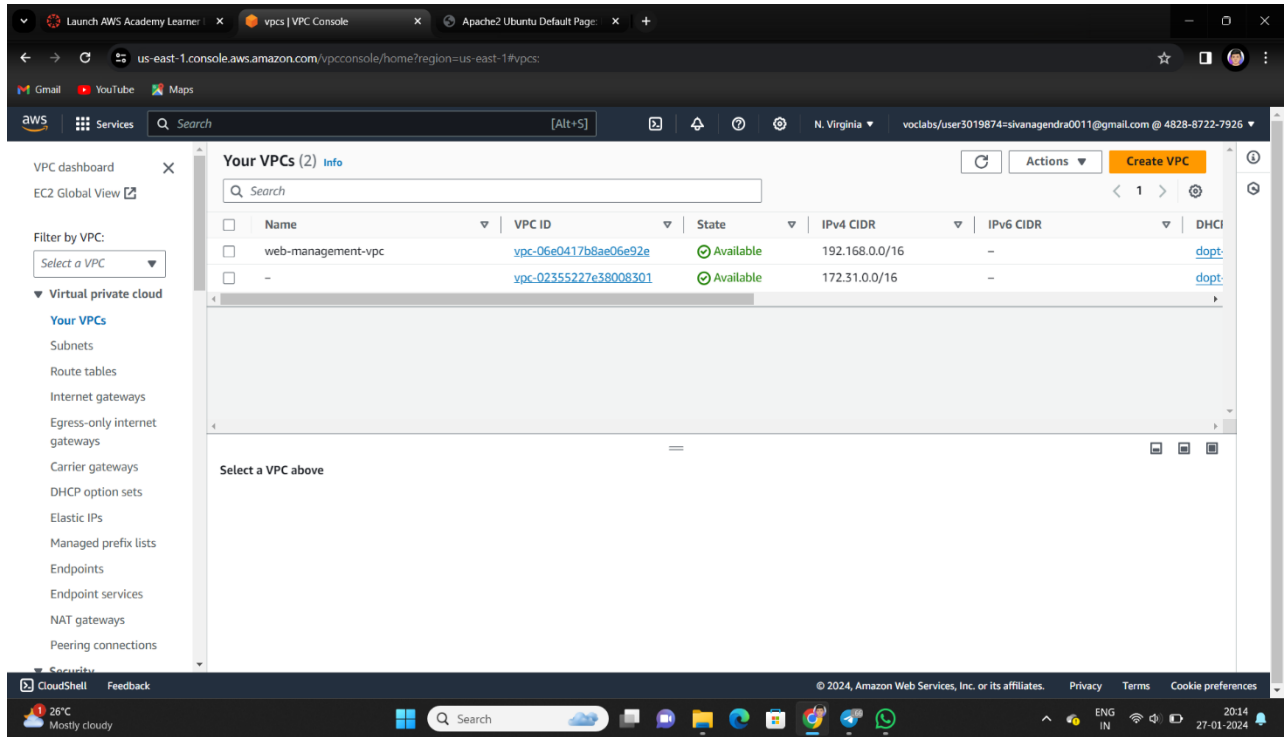 Launch AWS Academy Learner
vpcs | VPC Console
Apache2 Ubuntu Default Page:
us-east-1.console.aws.amazon.com/vpcconsole/home?region=us-east-1#vpcs:
Gmail YouTube Maps
aws Services Search [Alt+S] N. Virginia ▼ voclabs/user3019874=sivanagendra0011@gmail.com @ 4828-8722-7926 ▼
VPC dashboard
EC2 Global View
Filter by VPC:
Select a VPC
Virtual private cloud
Your VPCs
Subnets
Route tables
Internet gateways
Egress-only internet
gateways
Carrier gateways
DHCP option sets
Elastic IPs
Managed prefix lists
Endpoints
Endpoint services
NAT gateways
Peering connections
Security
Your VPCs (2) Info
Actions ▼ Create VPC
Search
1
Name VPC ID State IPv4 CIDR IPv6 CIDR DHCP
web-management-vpc vpc-06e0417b8ae06e92e Available 192.168.0.0/16 – dopt-
– vpc-02355227e38008301 Available 172.31.0.0/16 – dopt-
Select a VPC above
CloudShell Feedback © 2024, Amazon Web Services, Inc. or its affiliates. Privacy Terms Cookie preferences
1
26°C
Mostly cloudy
Search
ENG
IN
20:14
27-01-2024